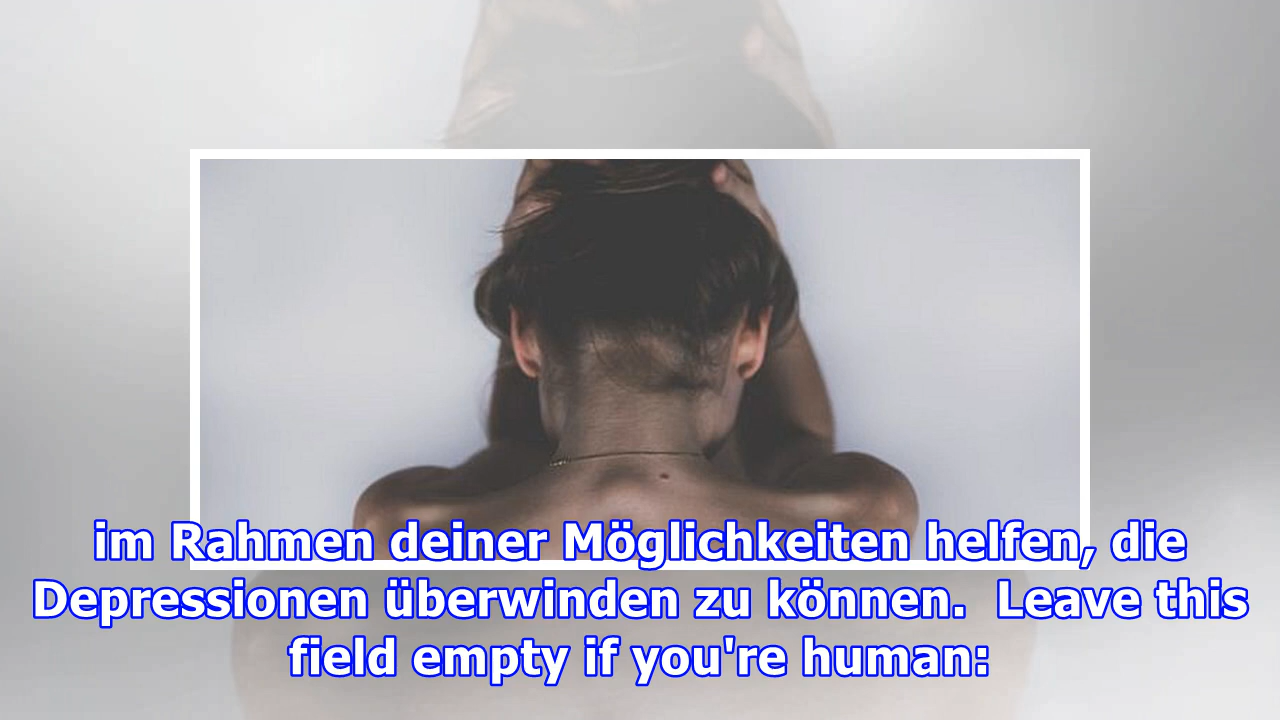 im Rahmen deiner Möglichkeiten helfen, die
Depressionen überwinden zu können.  Leave this
field empty if you're human: